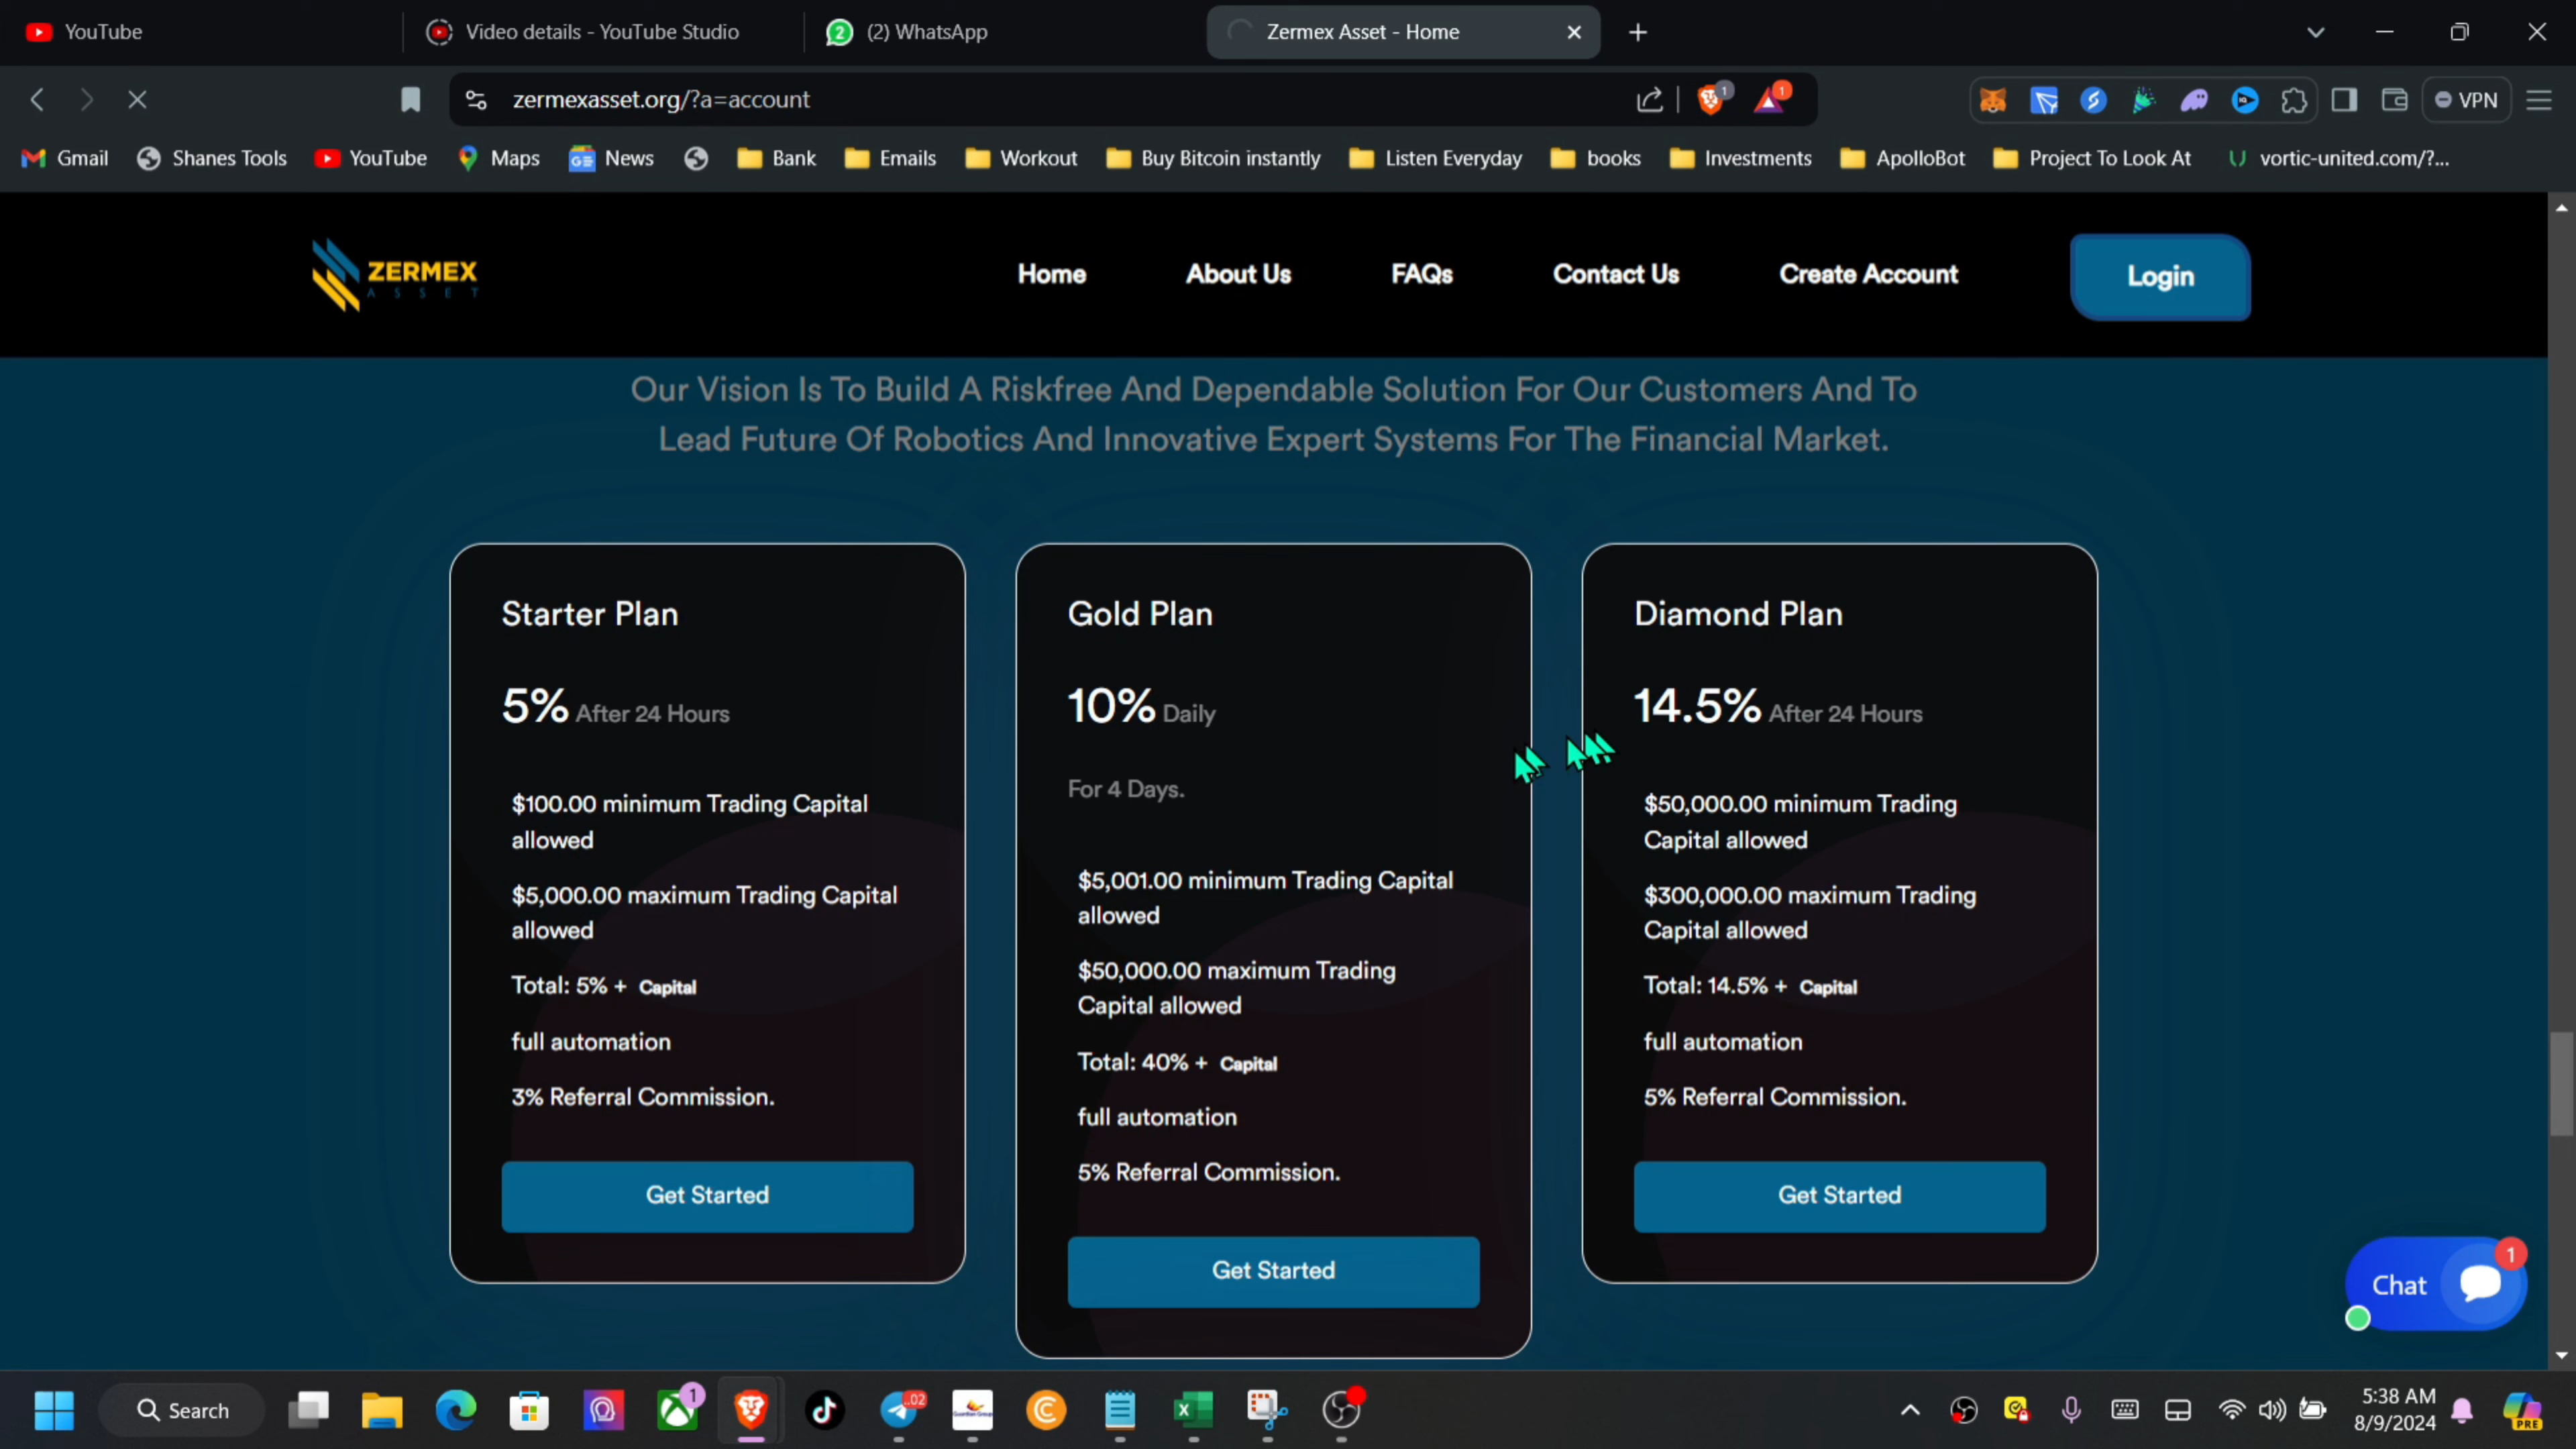 YouTube
Video details - YouTube Studio
(2) WhatsApp
Zermex Asset - Home
zermexasset.org/?a=account
VPN
Gmail
Shanes Tools
YouTube
Maps
News
Bank
Emails
Workout
Buy Bitcoin instantly
Listen Everyday
books
Investments
ApolloBot
Project To Look At
vortic-united.com/?...
ZERMEX
ASSET
Home
About Us
FAQs
Contact Us
Create Account
Login
Our Vision Is To Build A Riskfree And Dependable Solution For Our Customers And To
Lead Future Of Robotics And Innovative Expert Systems For The Financial Market.
Starter Plan
5% After 24 Hours
$100.00 minimum Trading Capital
allowed
$5,000.00 maximum Trading Capital
allowed
Total: 5% + Capital
full automation
3% Referral Commission.
Get Started
Gold Plan
10% Daily
For 4 Days.
$5,001.00 minimum Trading Capital
allowed
$50,000.00 maximum Trading
Capital allowed
Total: 40% + Capital
full automation
5% Referral Commission.
Get Started
Diamond Plan
14.5% After 24 Hours
$50,000.00 minimum Trading
Capital allowed
$300,000.00 maximum Trading
Capital allowed
Total: 14.5% + Capital
full automation
5% Referral Commission.
Get Started
Chat
1
Search
5:38 AM
8/9/2024